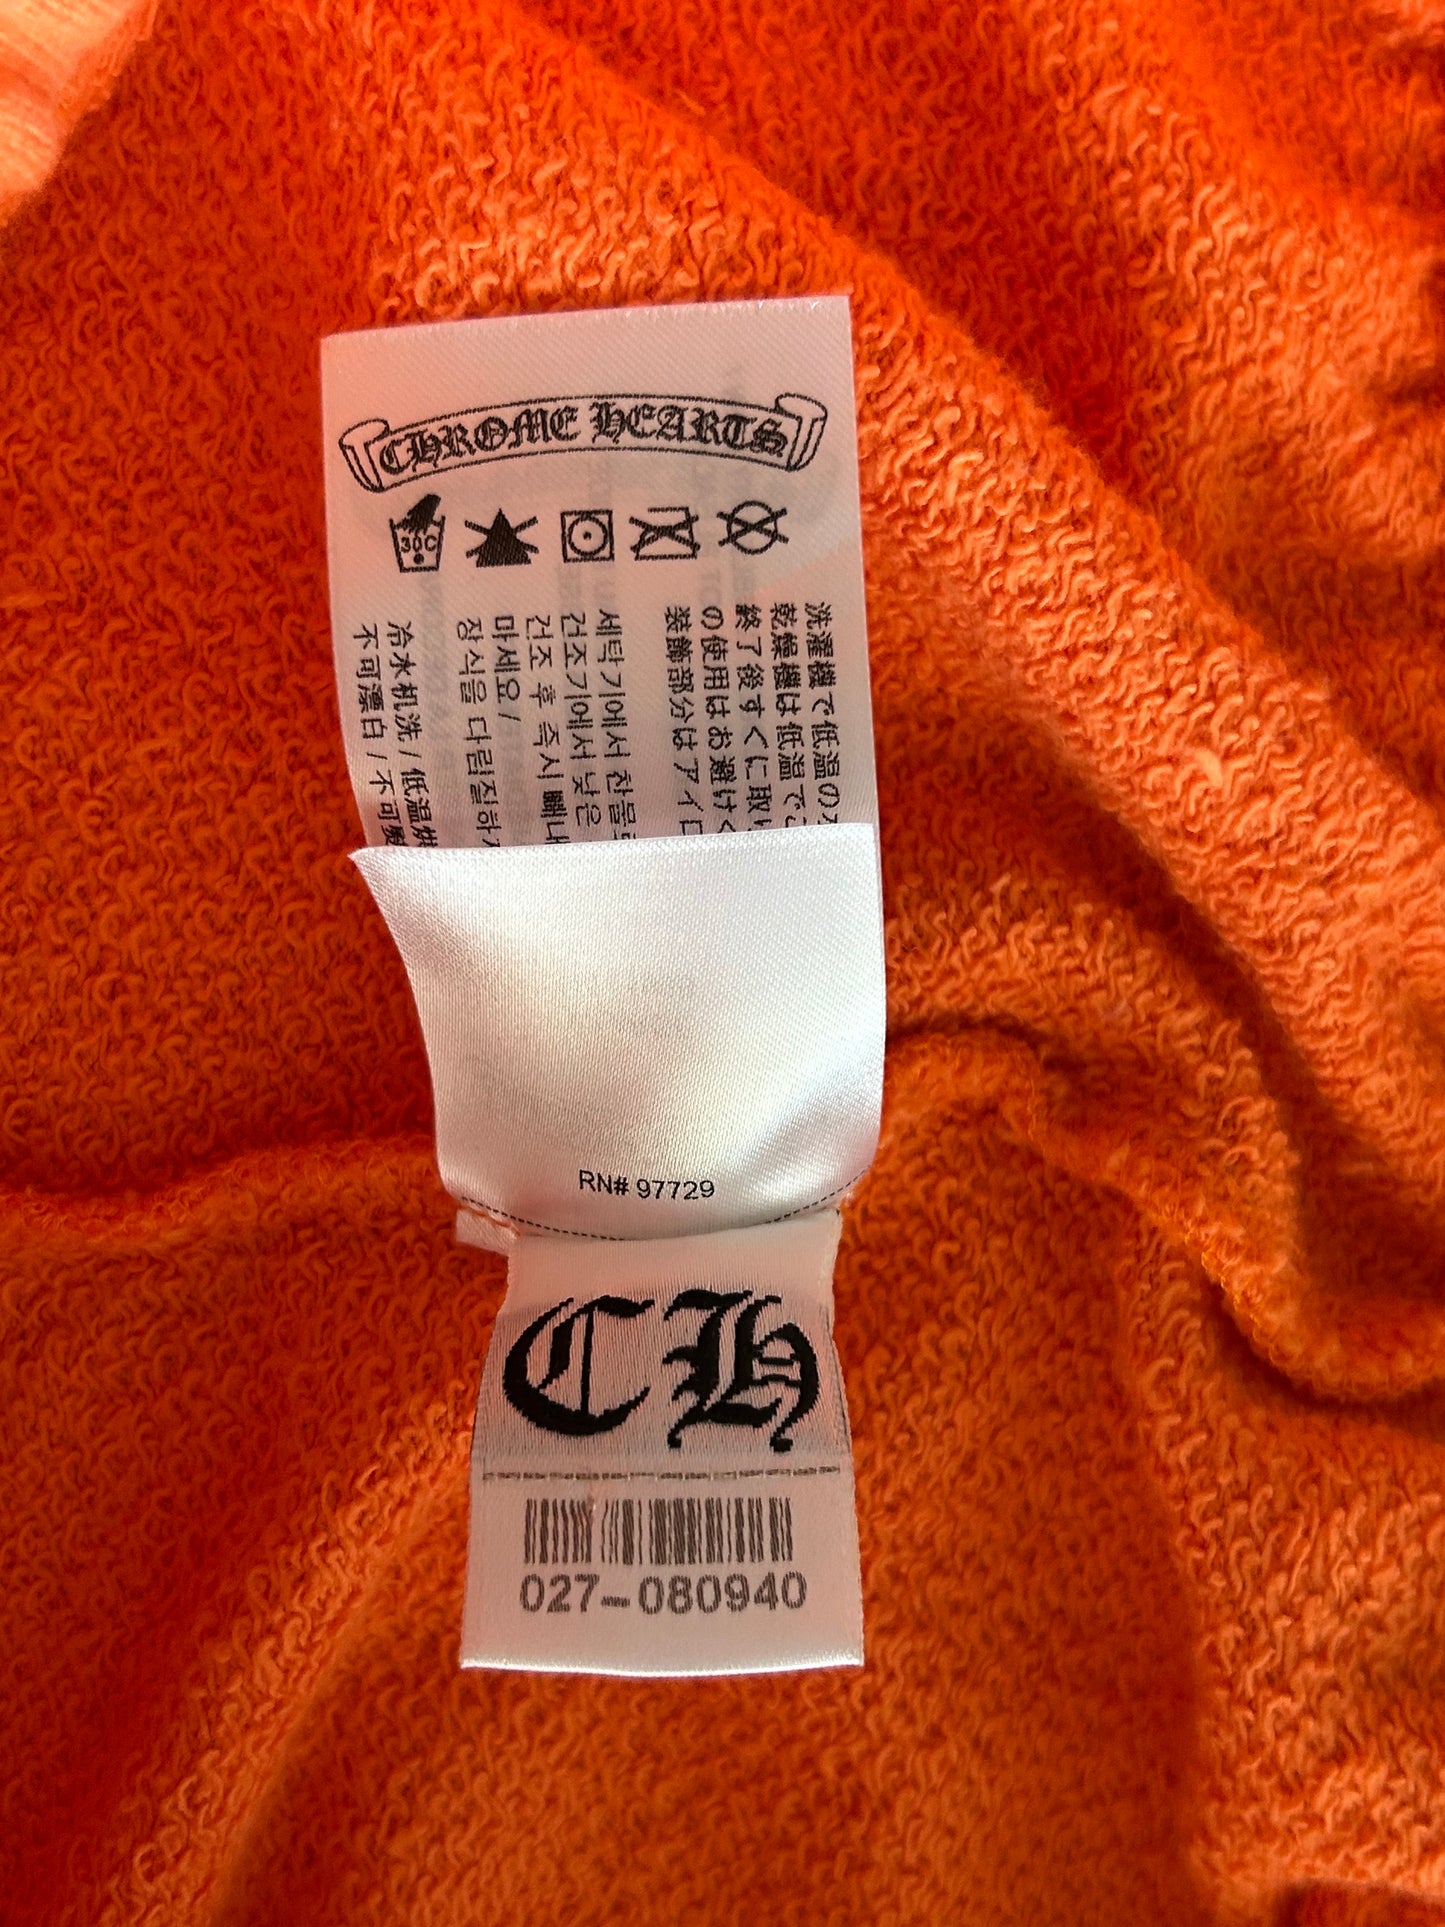 CHROME HEARTS
30C
洗濯機で低温の
乾燥機は低温で
終了後すぐに取
の使用はお避けく
装飾部分はアイロ
세탁기에서 찬물
건조기에서 낮은
건조 후 즉시 빼내
마세요 /
장식을 다림질하
冷水机洗 / 低温烘
不可漂白 / 不可熨
RN# 97729
CH
027-080940